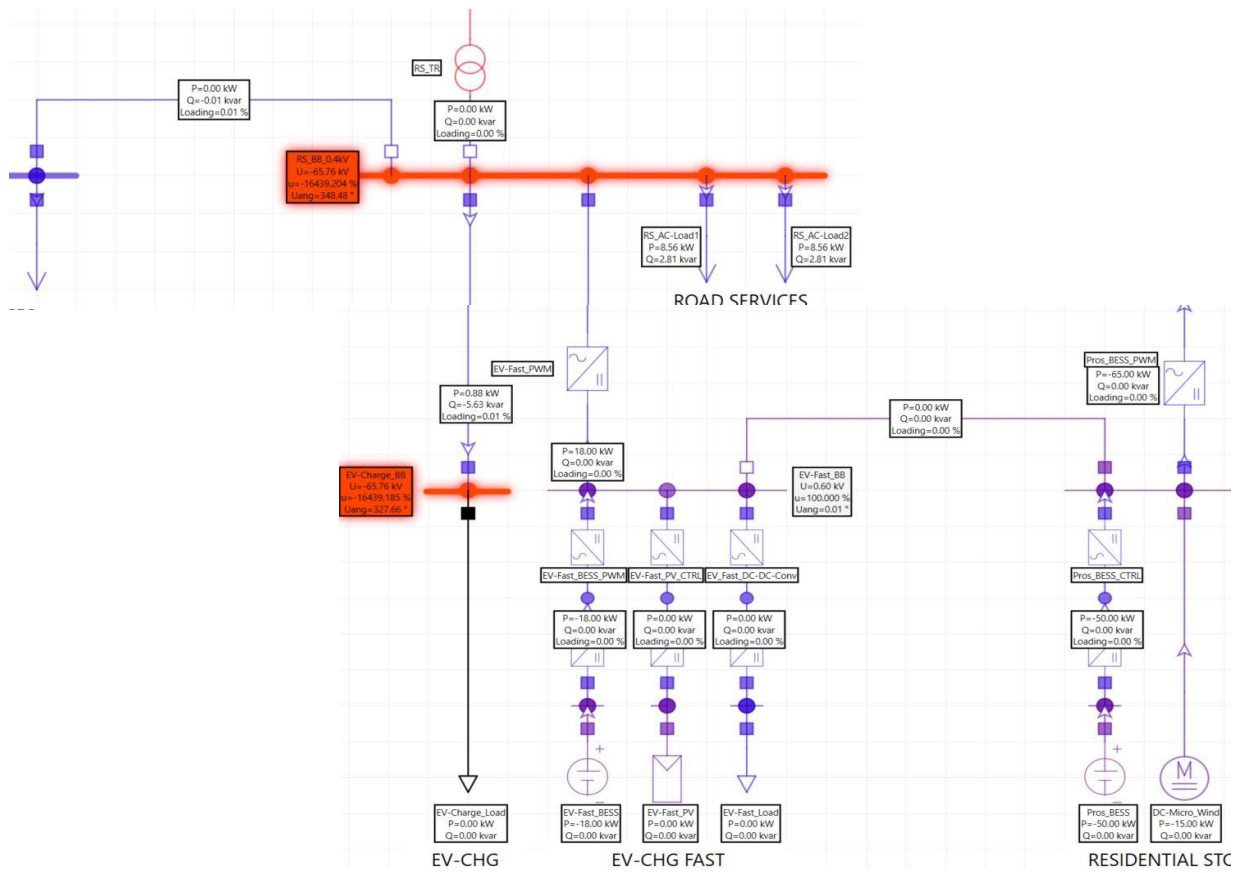 RS_TR
P=0.00 kW
Q=-0.01 kvar
Loading=0.01 %
P=0.00 kW
Q=0.00 kvar
Loading=0.00 %
RS_BB_0.4kV
U=-65.76 kV
u=-16439.204 %
Uang=348.48 °
RS_AC-Load1
P=8.56 kW
Q=2.81 kvar
RS_AC-Load2
P=8.56 kW
Q=2.81 kvar
ROAD SERVICES
EV-Fast_PWM
Pros_BESS_PWM
P=-65.00 kW
Q=0.00 kvar
Loading=0.00 %
P=0.88 kW
Q=-5.63 kvar
Loading=0.01 %
P=0.00 kW
Q=0.00 kvar
Loading=0.00 %
P=18.00 kW
Q=0.00 kvar
Loading=0.00 %
EV-Charge_BB
U=-65.76 kV
u=-16439.185 %
Uang=327.66 °
EV-Fast_BB
U=0.60 kV
u=100.000 %
Uang=0.01 °
EV-Fast_BESS_PWM
EV-Fast_PV_CTRL
EV_Fast_DC-DC-Conv
Pros_BESS_CTRL
P=-18.00 kW
Q=0.00 kvar
Loading=0.00 %
P=0.00 kW
Q=0.00 kvar
Loading=0.00 %
P=0.00 kW
Q=0.00 kvar
Loading=0.00 %
P=-50.00 kW
Q=0.00 kvar
Loading=0.00 %
M
EV-Charge_Load
P=0.00 kW
Q=0.00 kvar
EV-Fast_BESS
P=-18.00 kW
Q=0.00 kvar
EV-Fast_PV
P=0.00 kW
Q=0.00 kvar
EV-Fast_Load
P=0.00 kW
Q=0.00 kvar
Pros_BESS
P=-50.00 kW
Q=0.00 kvar
DC-Micro_Wind
P=-15.00 kW
Q=0.00 kvar
EV-CHG
EV-CHG FAST
RESIDENTIAL STO